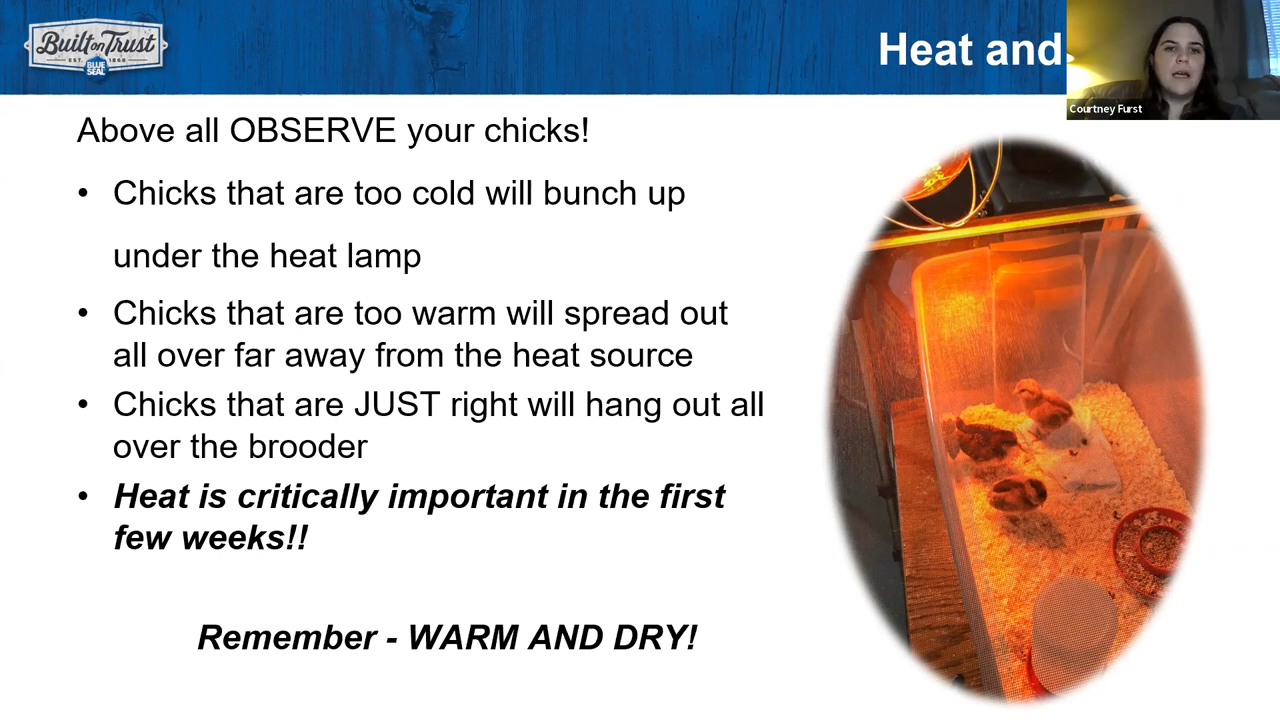 Built on Trust
EST. 1868
BLUE
SEAL
Heat and
Courtney Furst
Above all OBSERVE your chicks!
• Chicks that are too cold will bunch up
under the heat lamp
• Chicks that are too warm will spread out
all over far away from the heat source
• Chicks that are JUST right will hang out all
over the brooder
• Heat is critically important in the first
few weeks!!
Remember - WARM AND DRY!